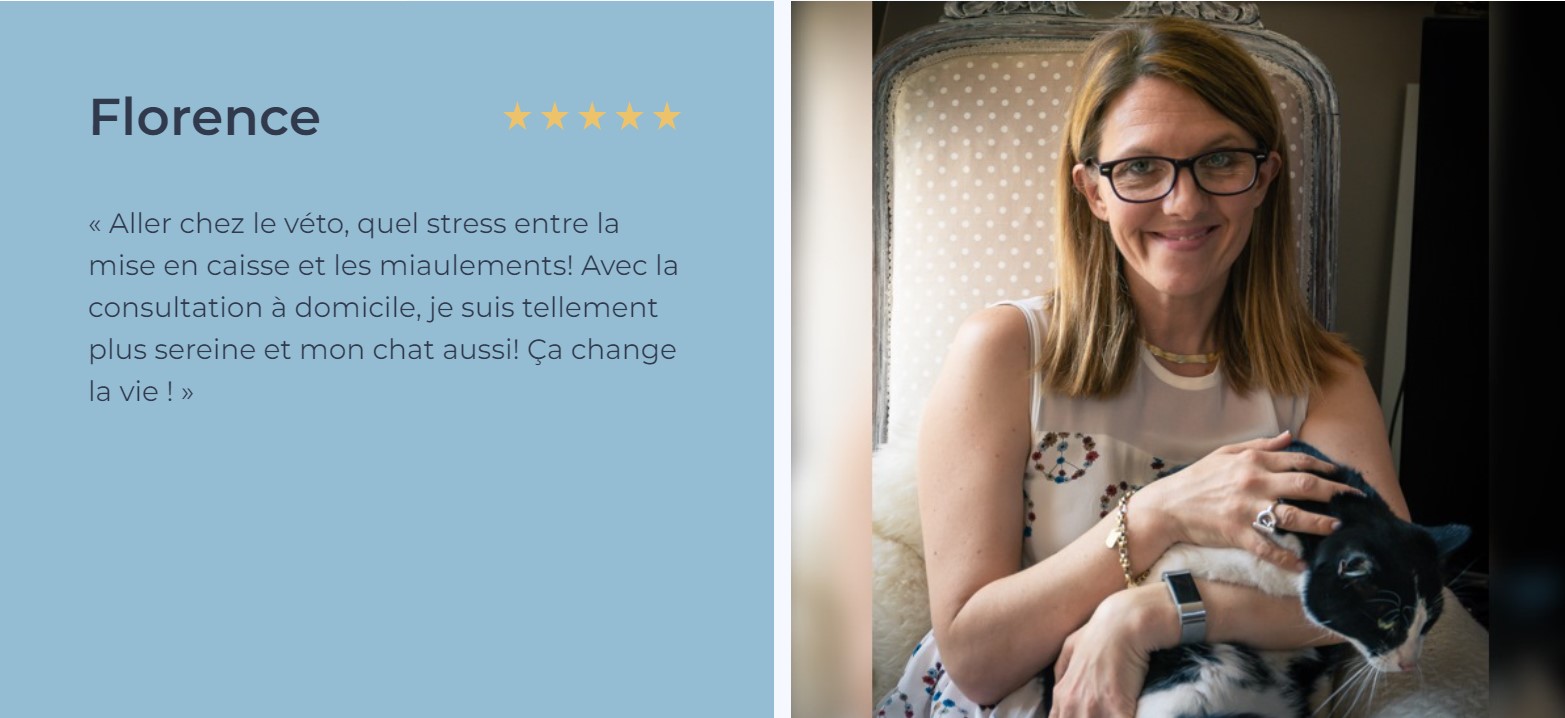 Florence
« Aller chez le véto, quel stress entre la
mise en caisse et les miaulements! Avec la
consultation à domicile, je suis tellement
plus sereine et mon chat aussi! Ça change
la vie ! »